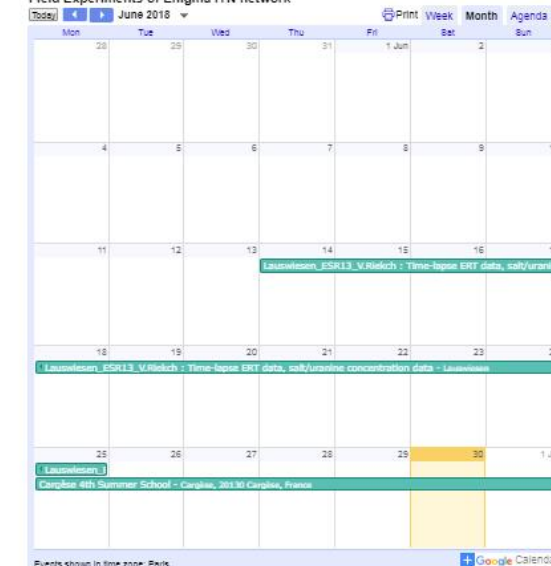 Field Experiments of Enigma ITN network
Today June 2018 Print Week Month Agenda
Mon Tue Wed Thu Fri Sat Sun
28 29 30 31 1 Jun 2
4 5 6 7 8 9
11 12 13 14 15 16
Lauswiesen_ESR13_V.Riekch : Time-lapse ERT data, salt/urani
18 19 20 21 22 23
Lauswiesen_ESR13_V.Riekch : Time-lapse ERT data, salt/uranine concentration data - Lauswiesen
25 26 27 28 29 30 1 J
Lauswiesen_
Cargèse 4th Summer School - Cargèse, 20130 Cargèse, France
Events shown in time zone: Paris
Google Calenda